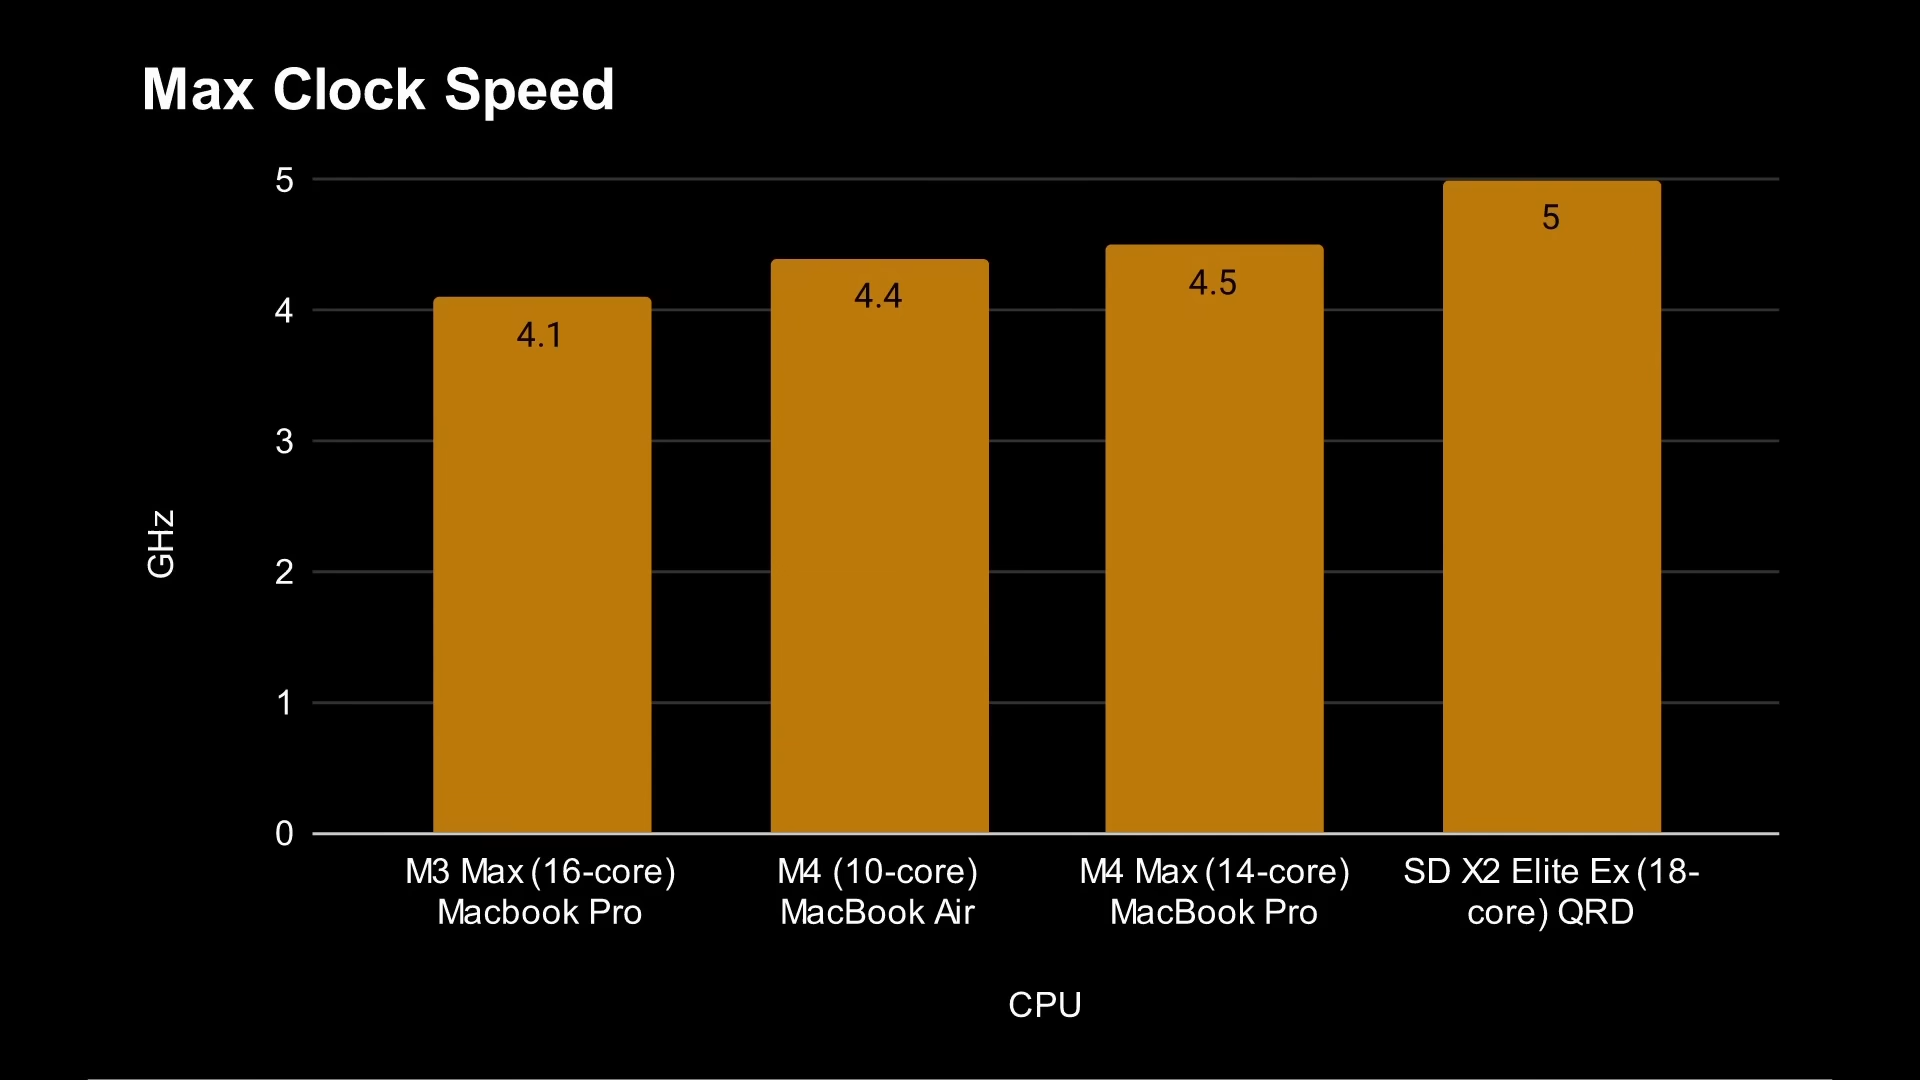 Max Clock Speed
5
4
3
2
1
0
GHz
4.1
4.4
4.5
5
M3 Max (16-core)
Macbook Pro
M4 (10-core)
MacBook Air
M4 Max (14-core)
MacBook Pro
SD X2 Elite Ex (18-
core) QRD
CPU